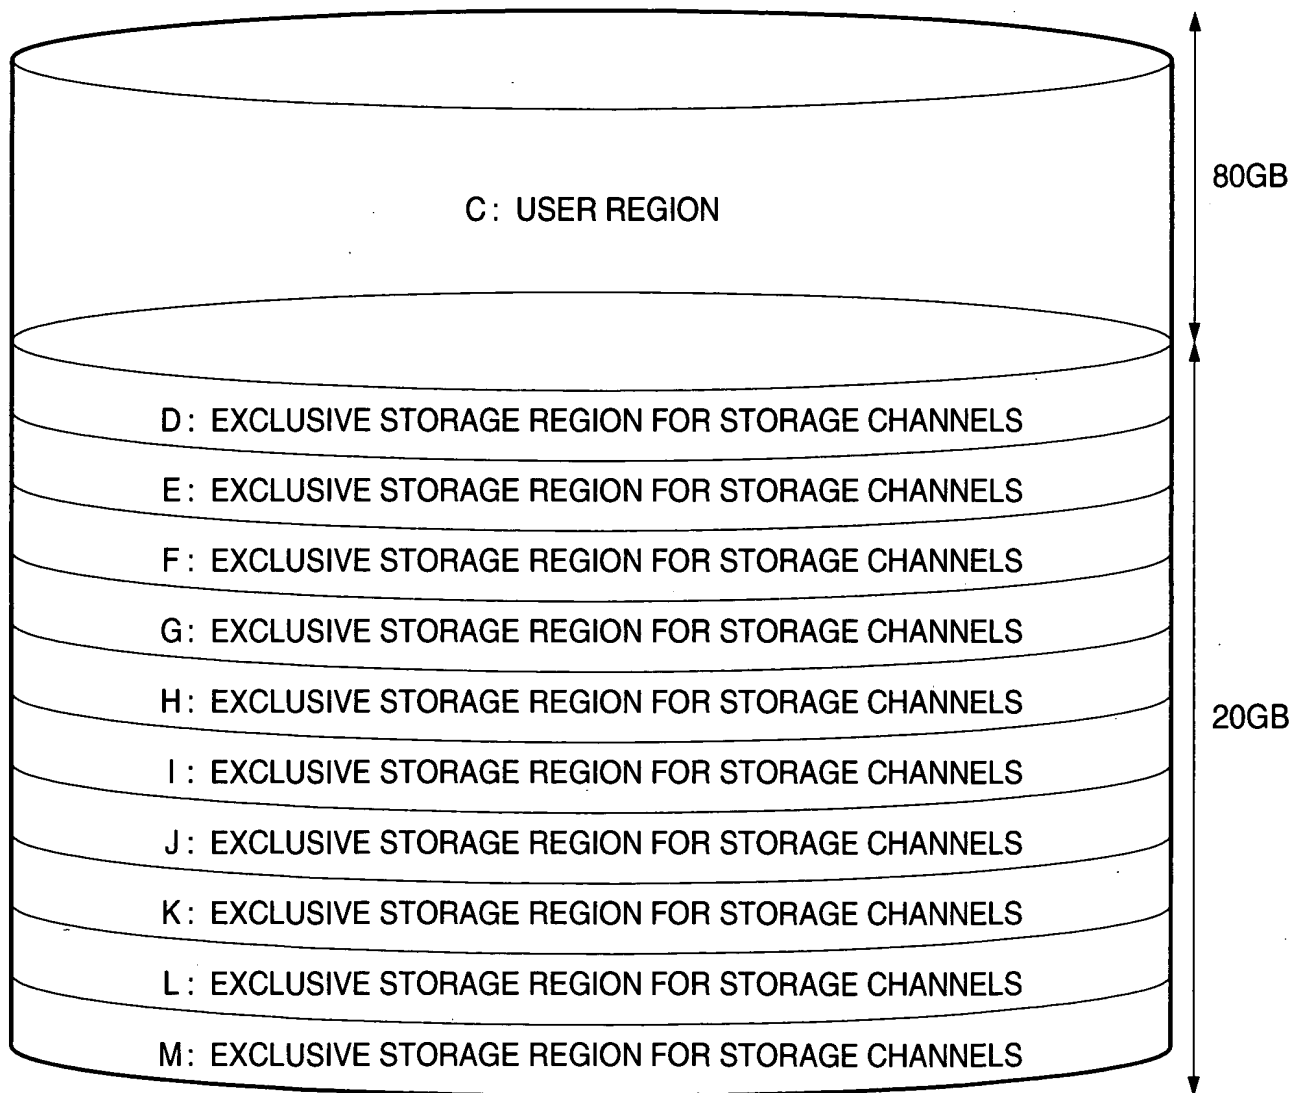 80GB
C: USER REGION
D: EXCLUSIVE STORAGE REGION FOR STORAGE CHANNELS
E: EXCLUSIVE STORAGE REGION FOR STORAGE CHANNELS
F: EXCLUSIVE STORAGE REGION FOR STORAGE CHANNELS
G: EXCLUSIVE STORAGE REGION FOR STORAGE CHANNELS
H: EXCLUSIVE STORAGE REGION FOR STORAGE CHANNELS
20GB
I: EXCLUSIVE STORAGE REGION FOR STORAGE CHANNELS
J: EXCLUSIVE STORAGE REGION FOR STORAGE CHANNELS
K: EXCLUSIVE STORAGE REGION FOR STORAGE CHANNELS
L: EXCLUSIVE STORAGE REGION FOR STORAGE CHANNELS
M: EXCLUSIVE STORAGE REGION FOR STORAGE CHANNELS